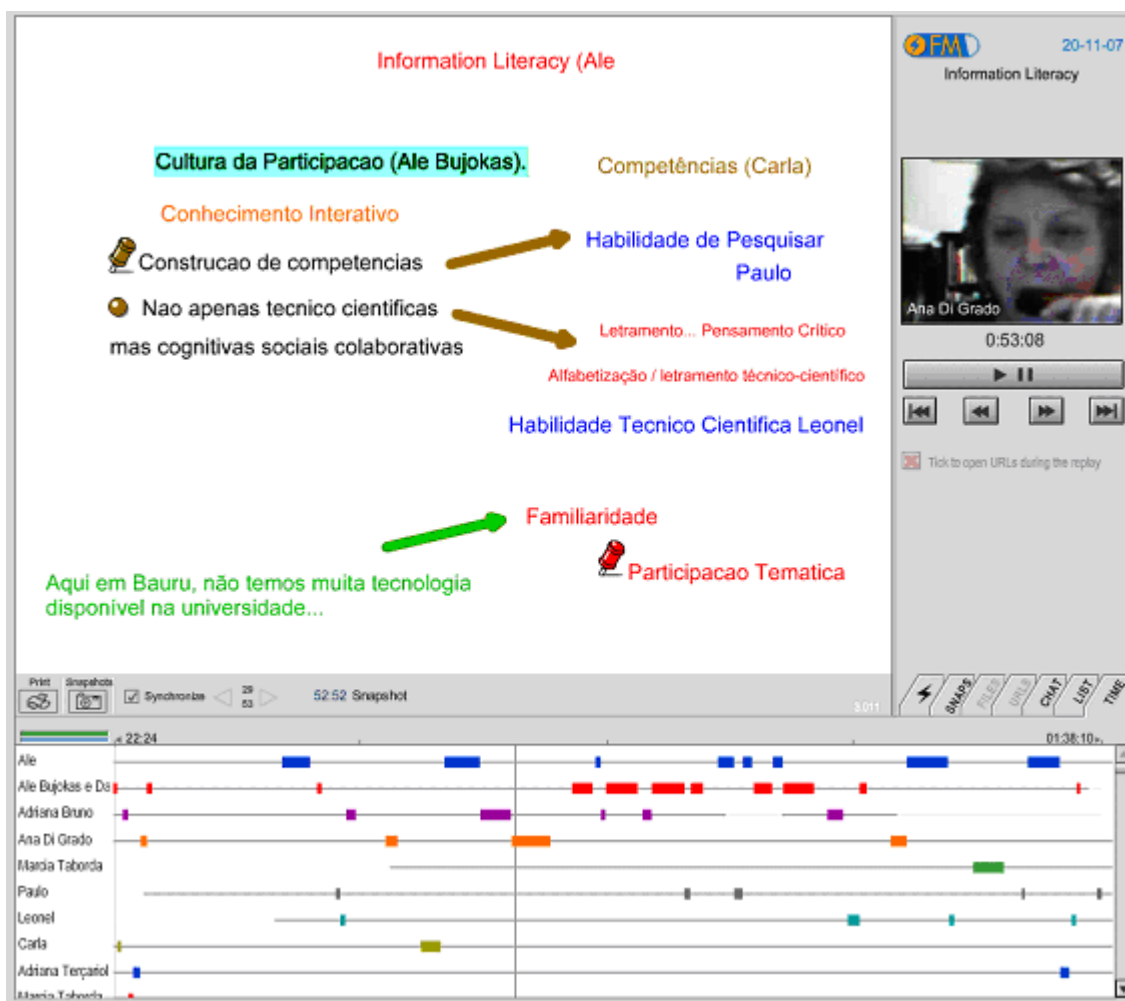 Information Literacy (Ale
Cultura da Participacao (Ale Bujokas).
Competências (Carla)
Conhecimento Interativo
Construcao de competencias
Habilidade de Pesquisar
Paulo
Nao apenas tecnico cientificas
mas cognitivas sociais colaborativas
Letramento... Pensamento Crítico
Alfabetização / letramento técnico-científico
Habilidade Tecnico Cientifica Leonel
Familiaridade
Participacao Tematica
Aqui em Bauru, não temos muita tecnologia
disponível na universidade...
FM
20-11-07
Information Literacy
Ana Di Grado
0:53:08
Tick to open URLs during the replay
Print
Snapshots
Synchronize
29
53
52:52 Snapshot
3.011
SNAPS
FILES
URLS
CHAT
LIST
TIME
22:24
01:38:10
Ale
Ale Bujokas e Da
Adriana Bruno
Ana Di Grado
Marcia Taborda
Paulo
Leonel
Carla
Adriana Terçariol
Marcia Taborda